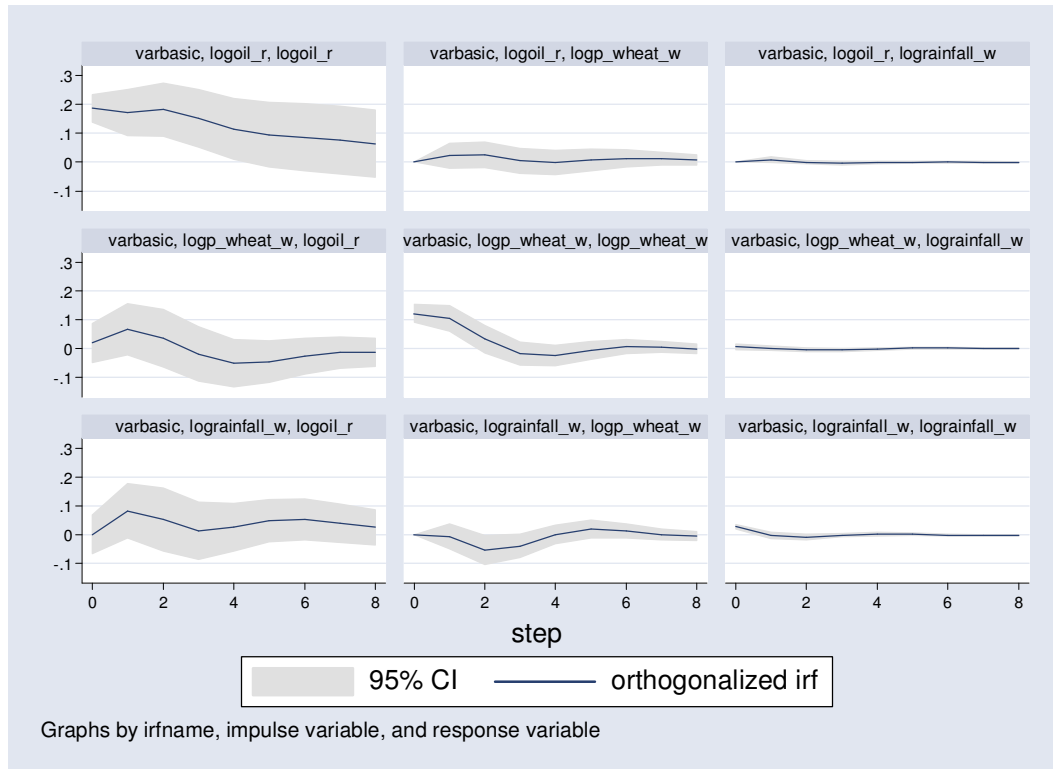 varbasic, logoil_r, logoil_r
varbasic, logoil_r, logp_wheat_w
varbasic, logoil_r, lograinfall_w
.3
.2
.1
0
-.1
varbasic, logp_wheat_w, logoil_r
varbasic, logp_wheat_w, logp_wheat_w
varbasic, logp_wheat_w, lograinfall_w
.3
.2
.1
0
-.1
varbasic, lograinfall_w, logoil_r
varbasic, lograinfall_w, logp_wheat_w
varbasic, lograinfall_w, lograinfall_w
.3
.2
.1
0
-.1
0 2 4 6 8
0 2 4 6 8
0 2 4 6 8
step
95% CI
orthogonalized irf
Graphs by irfname, impulse variable, and response variable